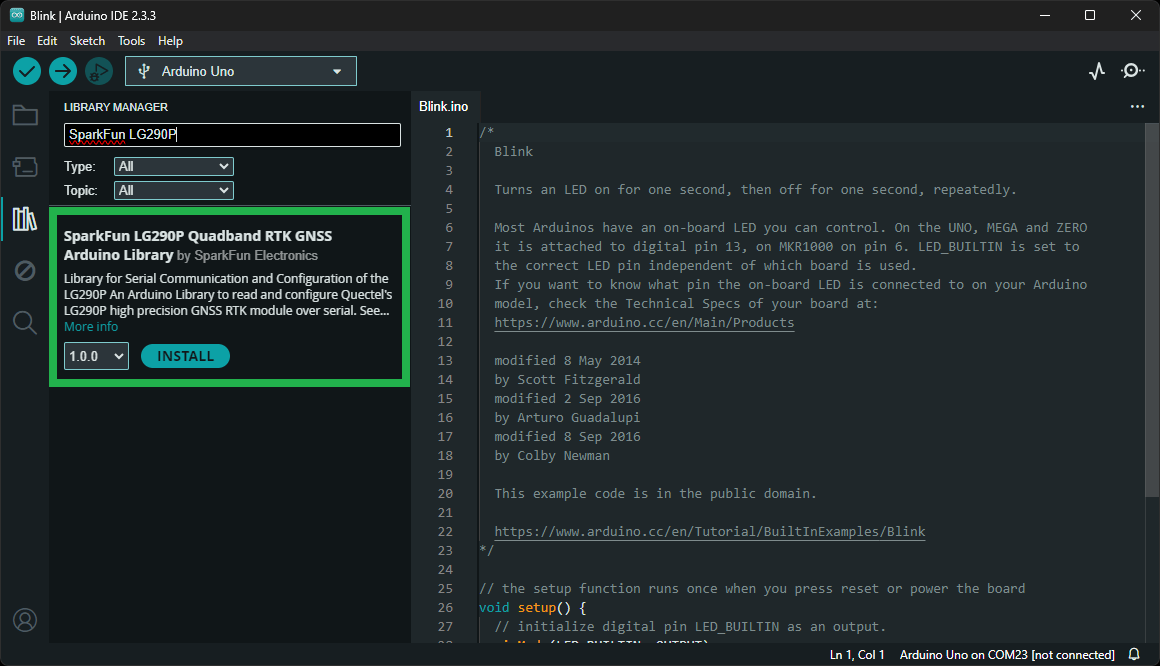 Blink | Arduino IDE 2.3.3
File Edit Sketch Tools Help
Arduino Uno
LIBRARY MANAGER
SparkFun LG290P
Type: All
Topic: All
SparkFun LG290P Quadband RTK GNSS
Arduino Library by SparkFun Electronics
Library for Serial Communication and Configuration of the
LG290P An Arduino Library to read and configure Quectel's
LG290P high precision GNSS RTK module over serial. See...
More info
1.0.0 INSTALL
Blink.ino
1 /*
2 Blink
3
4 Turns an LED on for one second, then off for one second, repeatedly.
5
6 Most Arduinos have an on-board LED you can control. On the UNO, MEGA and ZERO
7 it is attached to digital pin 13, on MKR1000 on pin 6. LED_BUILTIN is set to
8 the correct LED pin independent of which board is used.
9 If you want to know what pin the on-board LED is connected to on your Arduino
10 model, check the Technical Specs of your board at:
11 https://www.arduino.cc/en/Main/Products
12
13 modified 8 May 2014
14 by Scott Fitzgerald
15 modified 2 Sep 2016
16 by Arturo Guadalupi
17 modified 8 Sep 2016
18 by Colby Newman
19
20 This example code is in the public domain.
21
22 https://www.arduino.cc/en/Tutorial/BuiltInExamples/Blink
23 */
24
25 // the setup function runs once when you press reset or power the board
26 void setup() {
27 // initialize digital pin LED_BUILTIN as an output.
Ln 1, Col 1 Arduino Uno on COM23 [not connected]